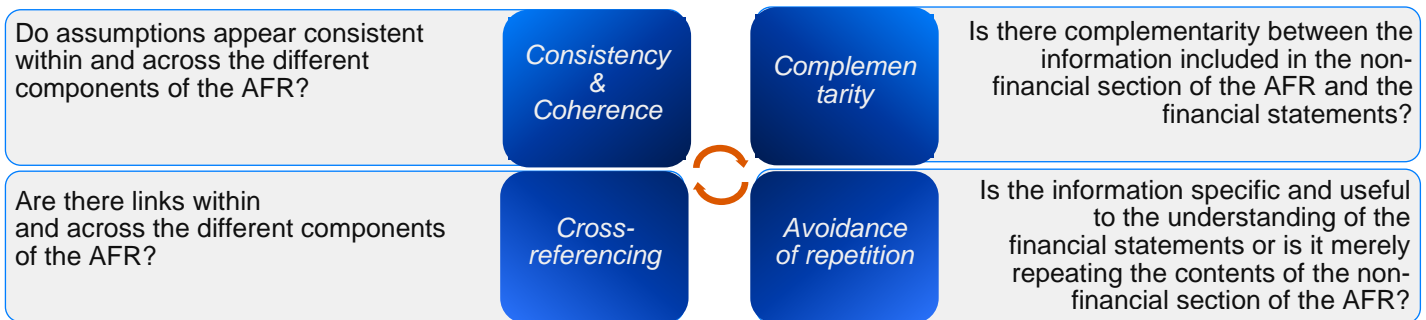 Do assumptions appear consistent
within and across the different
components of the AFR?
Consistency
&
Coherence
Complemen
tarity
Is there complementarity between the
information included in the non-
financial section of the AFR and the
financial statements?
Are there links within
and across the different components
of the AFR?
Cross-
referencing
Avoidance
of repetition
Is the information specific and useful
to the understanding of the
financial statements or is it merely
repeating the contents of the non-
financial section of the AFR?